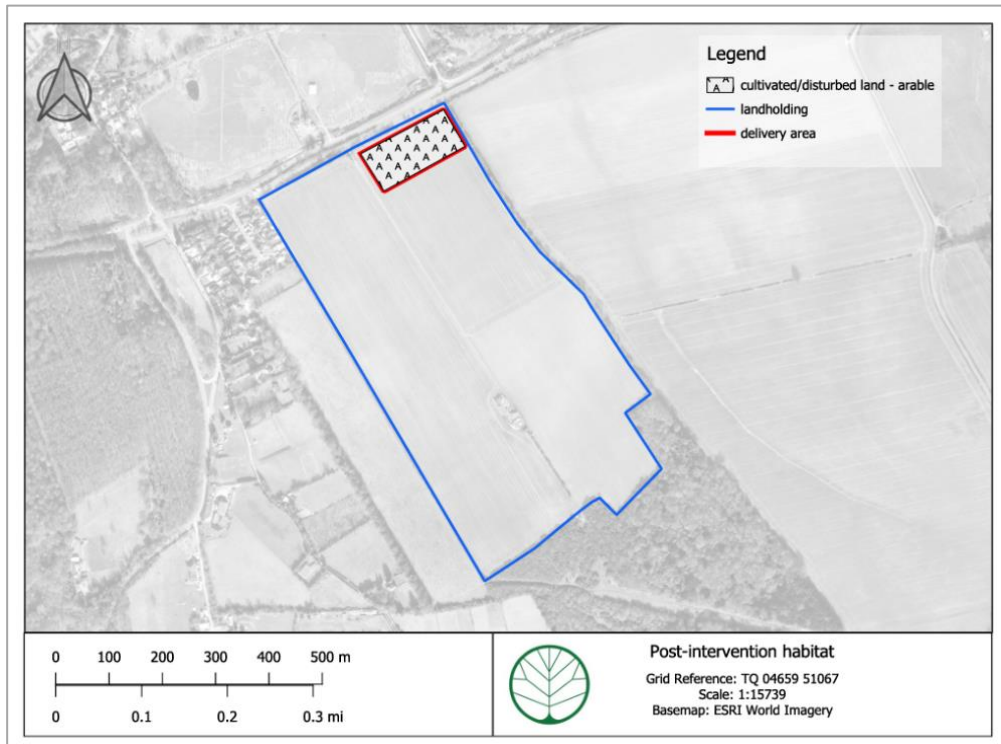 Legend
cultivated/disturbed land - arable
landholding
delivery area
0 100 200 300 400 500 m
0 0.1 0.2 0.3 mi
Post-intervention habitat
Grid Reference: TQ 04659 51067
Scale: 1:15739
Basemap: ESRI World Imagery